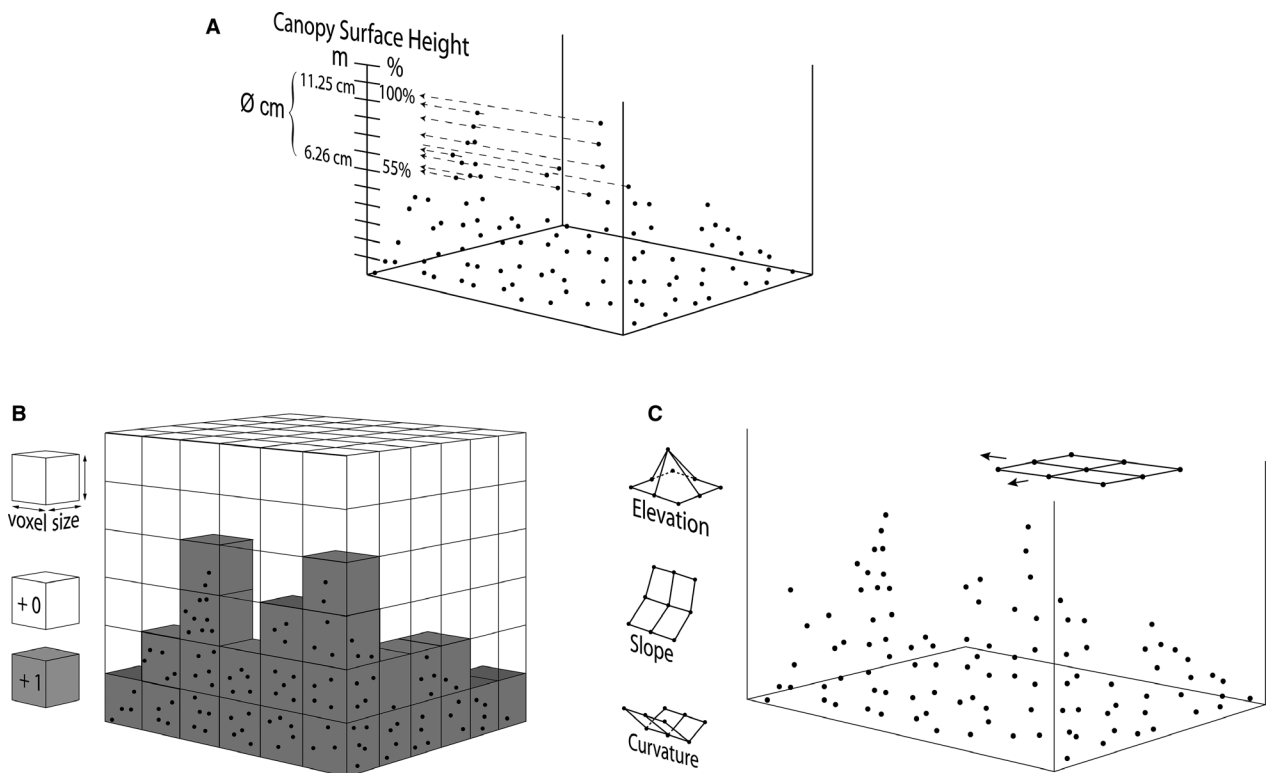 A
Canopy Surface Height
m %
11.25 cm 100%
Ø cm
6.26 cm 55%
B
voxel size
+0
+1
C
Elevation
Slope
Curvature